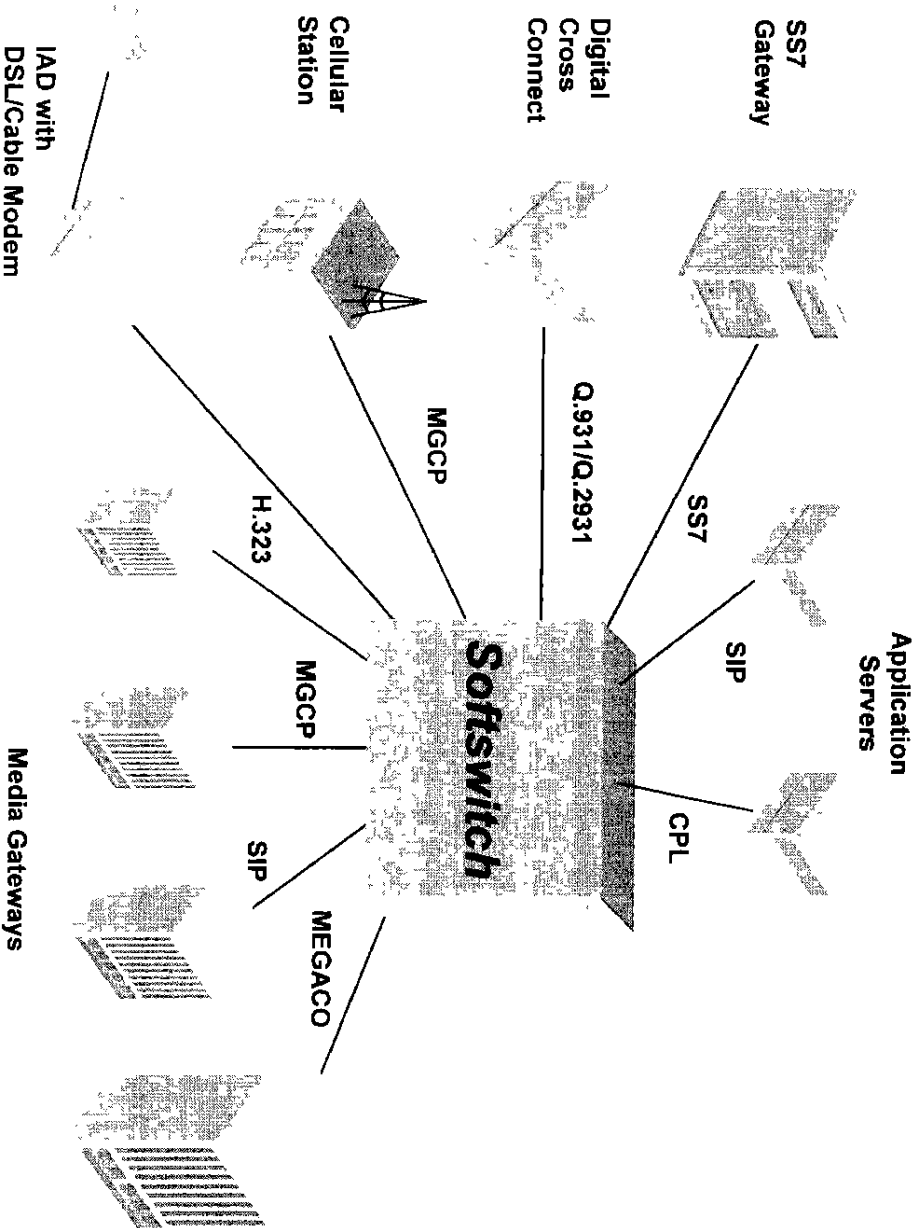 Application
Servers
SS7
Gateway
SS7
SIP
CPL
Digital
Cross
Connect
Q.931/Q.2931
Softswitch
Cellular
Station
MGCP
H.323
MGCP
SIP
MEGACO
IAD with
DSL/Cable Modem
Media Gateways